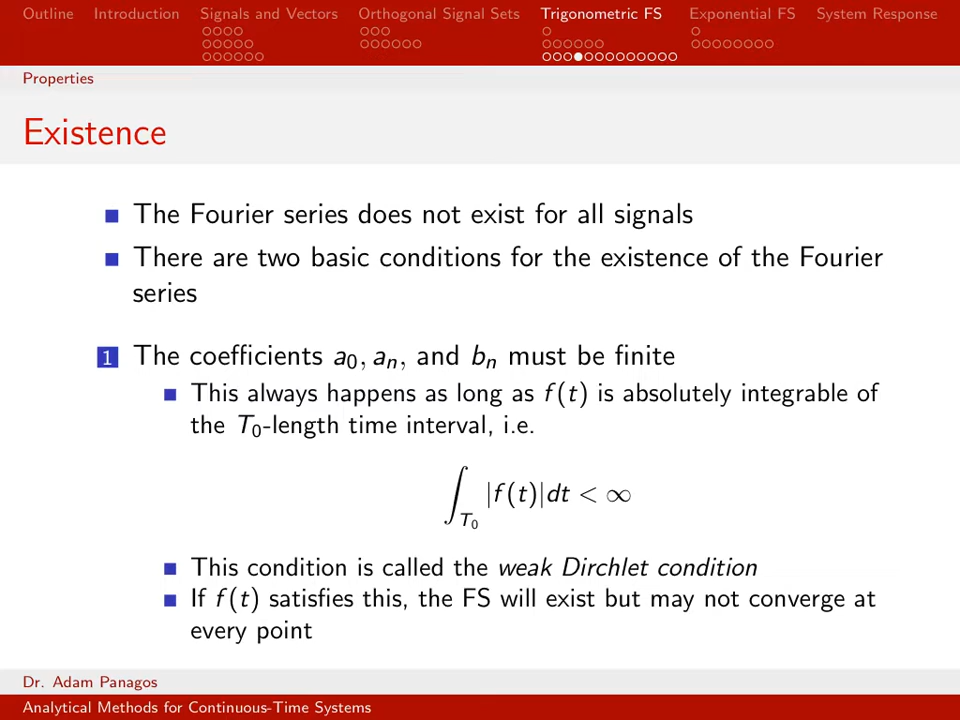 Outline Introduction Signals and Vectors Orthogonal Signal Sets Trigonometric FS Exponential FS System Response
Properties
Existence
The Fourier series does not exist for all signals
There are two basic conditions for the existence of the Fourier
series
1 The coefficients a₀, aₙ, and bₙ must be finite
This always happens as long as f(t) is absolutely integrable of
the T₀-length time interval, i.e.
∫_T₀ |f(t)|dt < ∞
This condition is called the weak Dirchlet condition
If f(t) satisfies this, the FS will exist but may not converge at
every point
Dr. Adam Panagos
Analytical Methods for Continuous-Time Systems